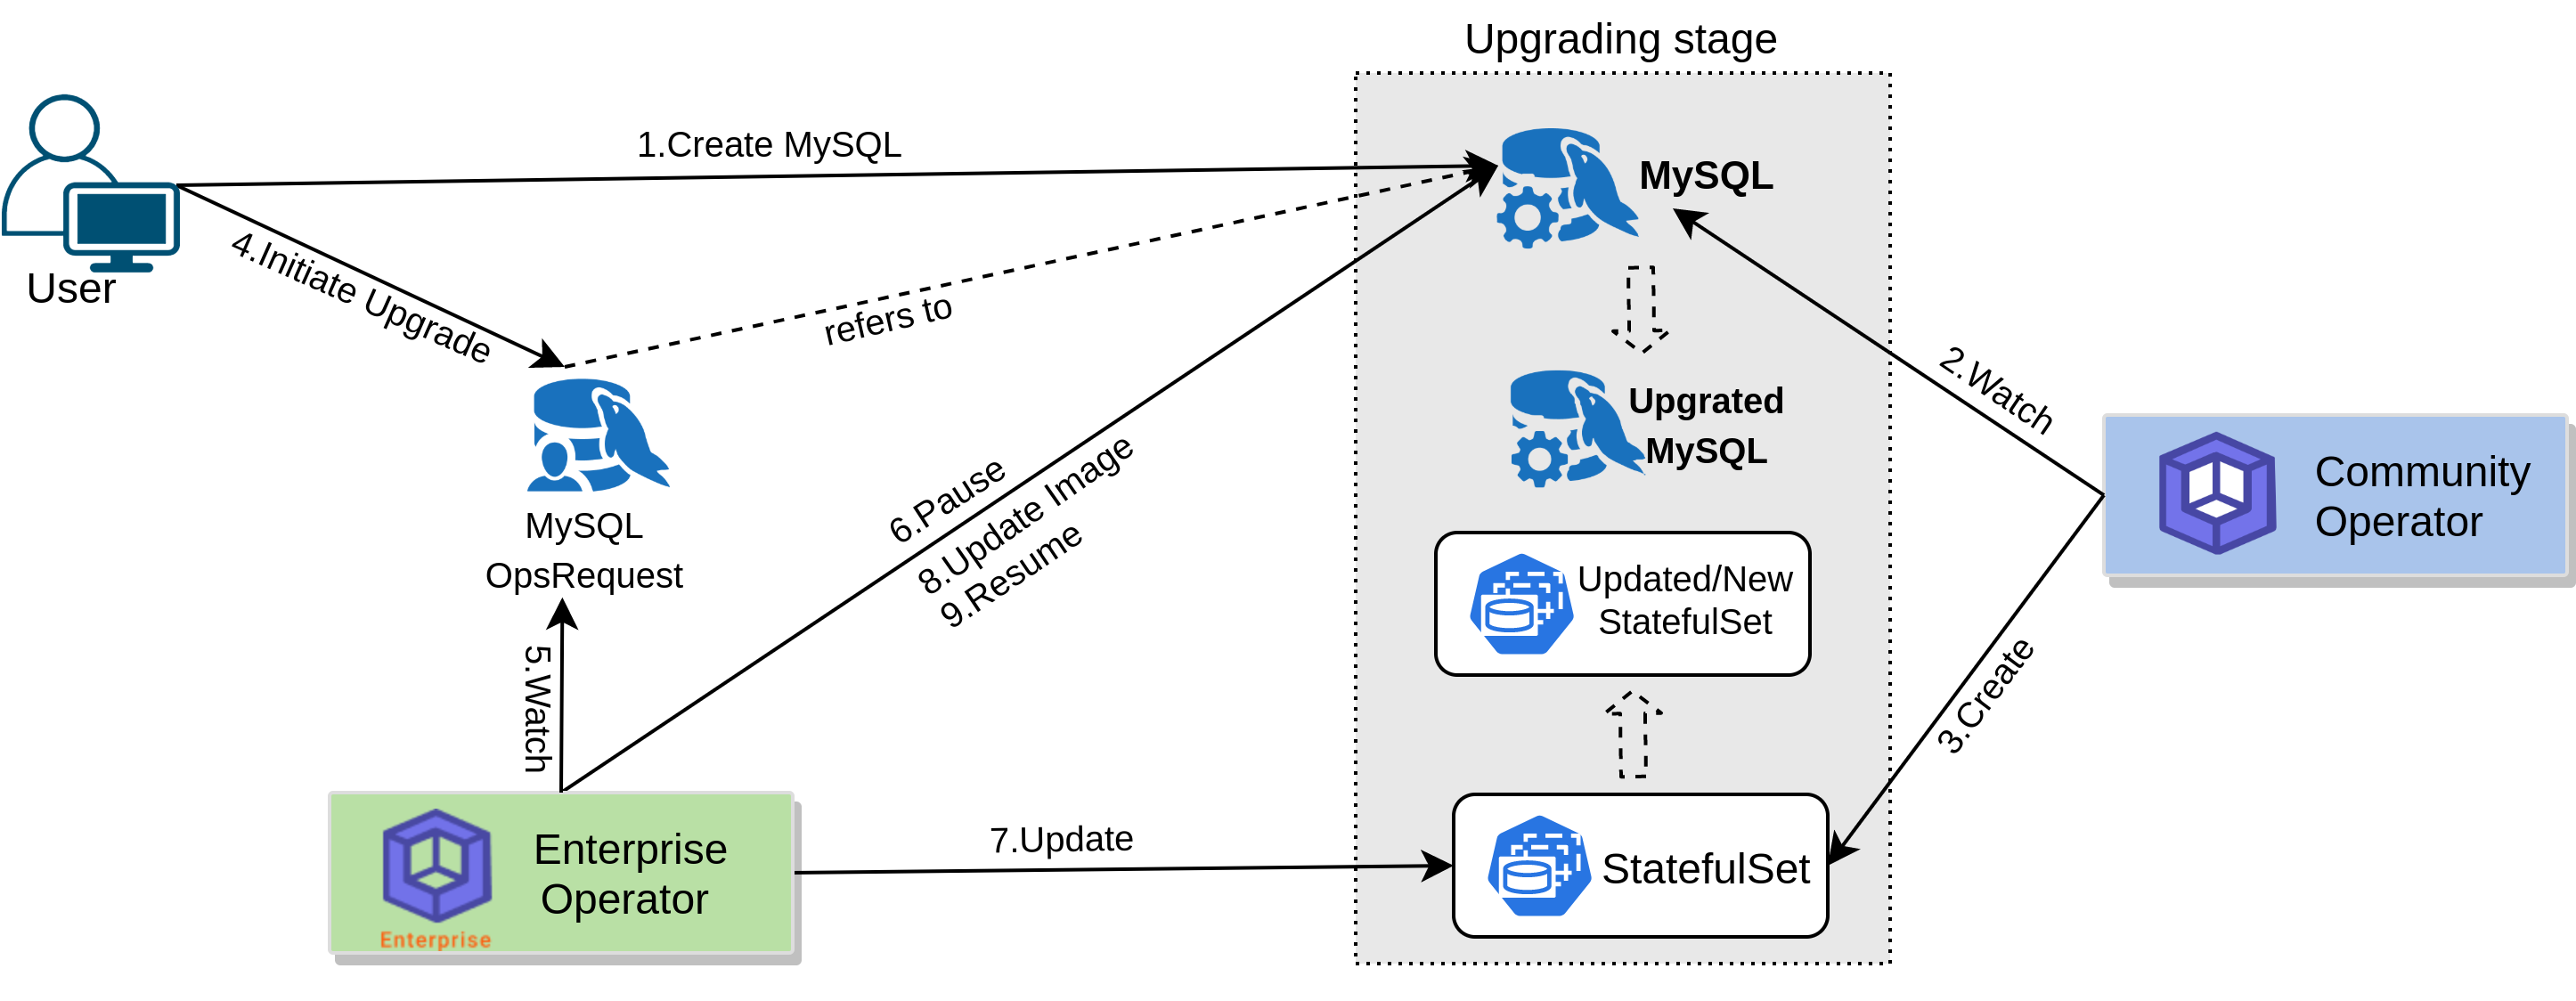 Upgrading stage
1.Create MySQL
MySQL
User
4.Initiate Upgrade
refers to
2.Watch
Upgrated
MySQL
Community
Operator
MySQL
OpsRequest
6.Pause
8.Update Image
9.Resume
Updated/New
StatefulSet
5.Watch
3.Create
7.Update
Enterprise
Operator
Enterprise
StatefulSet